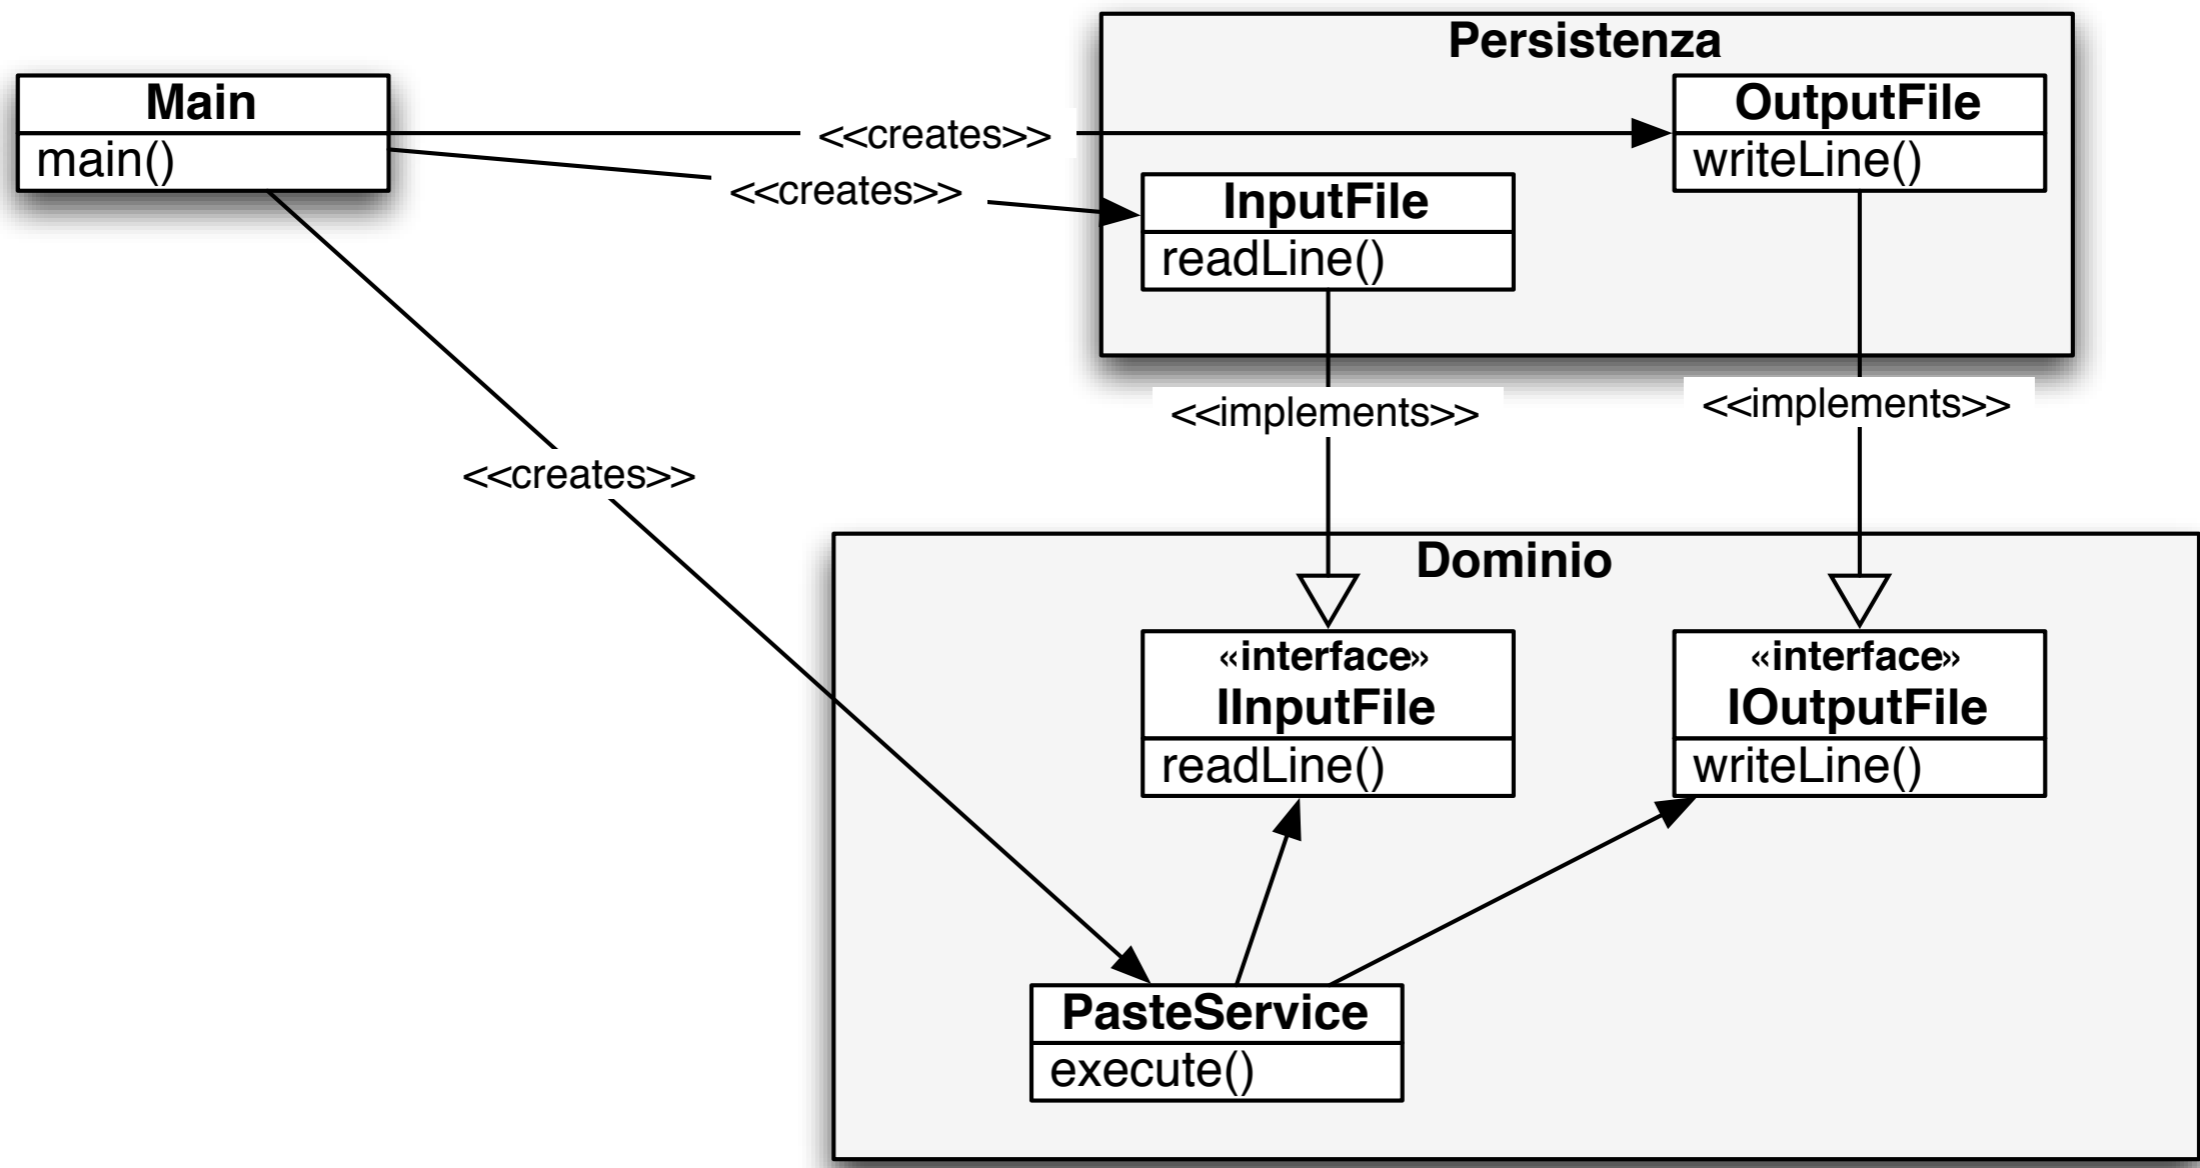 Persistenza
Main
main()
<<creates>>
OutputFile
writeLine()
<<creates>>
InputFile
readLine()
<<implements>>
<<implements>>
<<creates>>
Dominio
«interface»
IInputFile
readLine()
«interface»
IOutputFile
writeLine()
PasteService
execute()